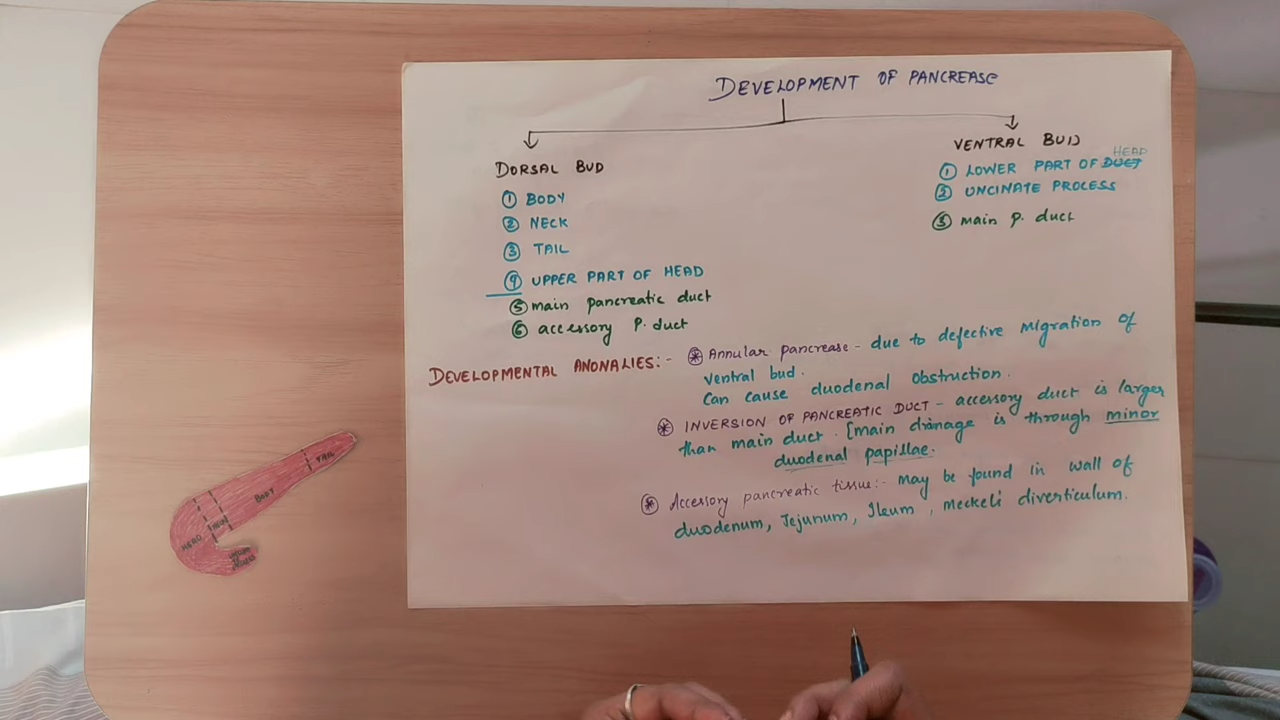 DEVELOPMENT OF PANCREASE
DORSAL BUD
① BODY
② NECK
③ TAIL
④ UPPER PART OF HEAD
⑤ main pancreatic duct
⑥ accessory P. duct
VENTRAL BUD
HEAD
① LOWER PART OF DUCT
② UNCINATE PROCESS
③ main p. duct
DEVELOPMENTAL ANONALIES:-
* Annular pancrease - due to defective migration of
ventral bud.
Can cause duodenal obstruction.
* INVERSION OF PANCREATIC DUCT - accessory duct is larger
than main duct. [main drainage is through minor
duodenal papillae.
* Accessory pancreatic tissue:- may be found in wall of
duodenum, Jejunum, Ileum, meckeli diverticulum.
TAIL
BODY
NECK
HEAD